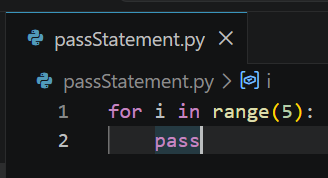 passStatement.py ×
passStatement.py > i
1 for i in range(5):
2     pass